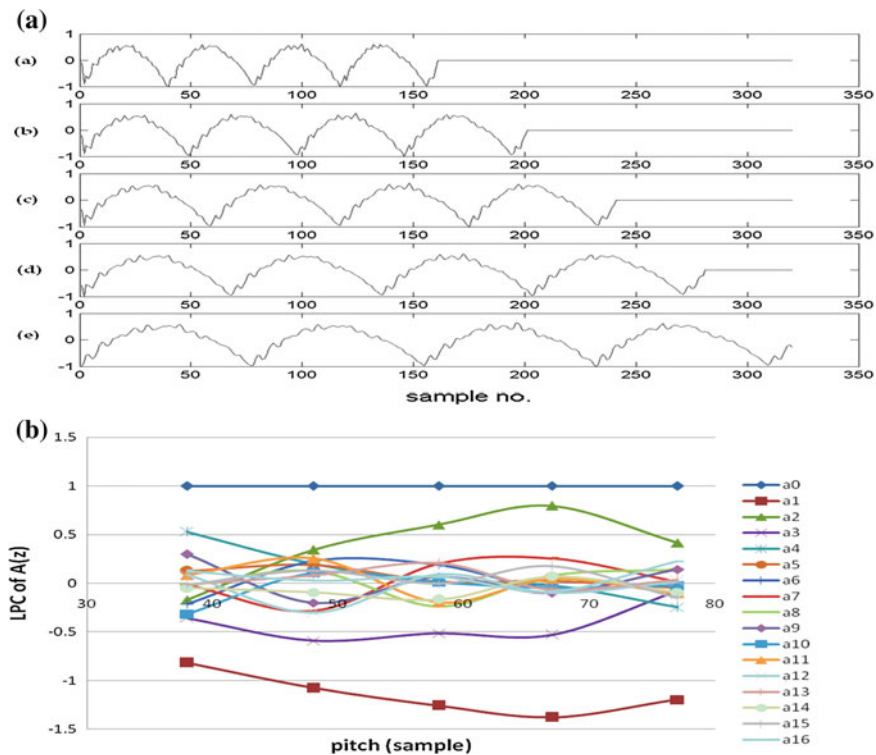 (a)
(a)
1
0
-1
0 50 100 150 200 250 300 350
(b)
1
0
-1
0 50 100 150 200 250 300 350
(c)
1
0
-1
0 50 100 150 200 250 300 350
(d)
1
0
-1
0 50 100 150 200 250 300 350
(e)
1
0
-1
0 50 100 150 200 250 300 350
sample no.
(b)
LPC of A(z)
1.5
1
0.5
0
-0.5
-1
-1.5
30 40 50 60 70 80
pitch (sample)
a0
a1
a2
a3
a4
a5
a6
a7
a8
a9
a10
a11
a12
a13
a14
a15
a16